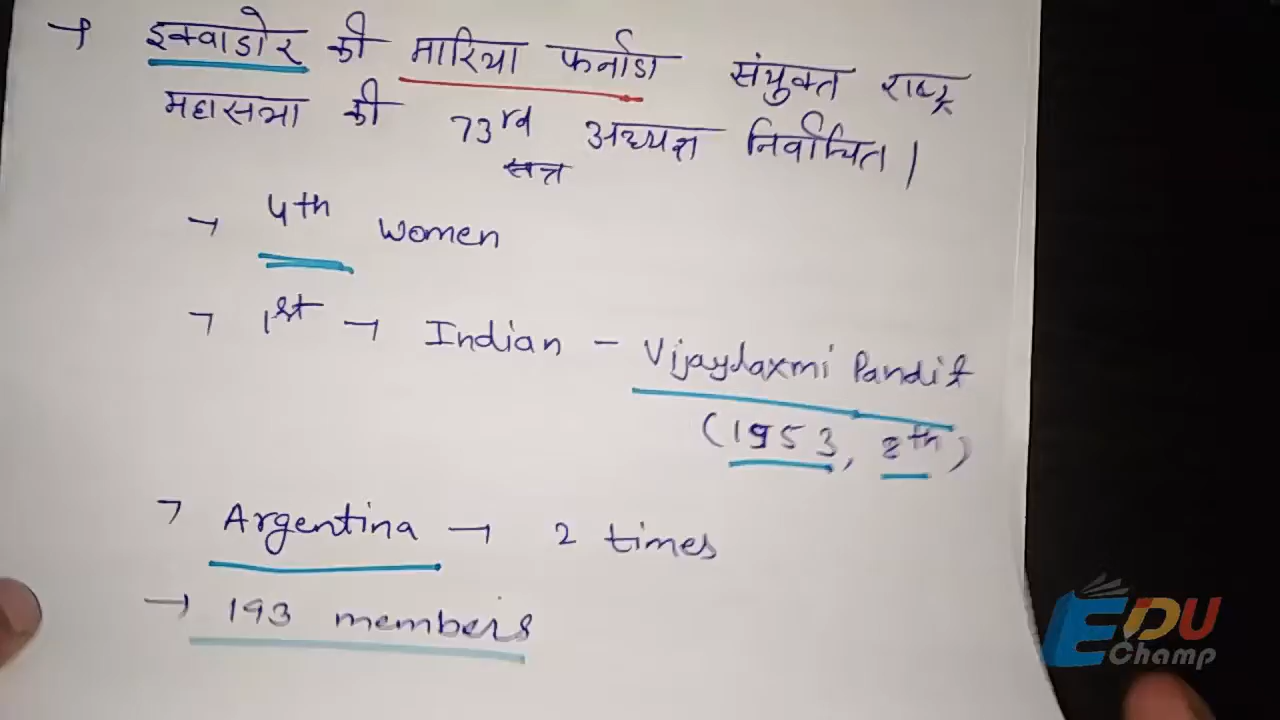 → इक्वाडोर की मारिया फर्नाडा संयुक्त राष्ट्र
महासभा की 73rd अध्यक्ष निर्वाचित |
सत्र
→ 4th women
→ 1st → Indian - Vijaylaxmi Pandit
(1953, 8th)
→ Argentina → 2 times
→ 193 members
EDU
Champ